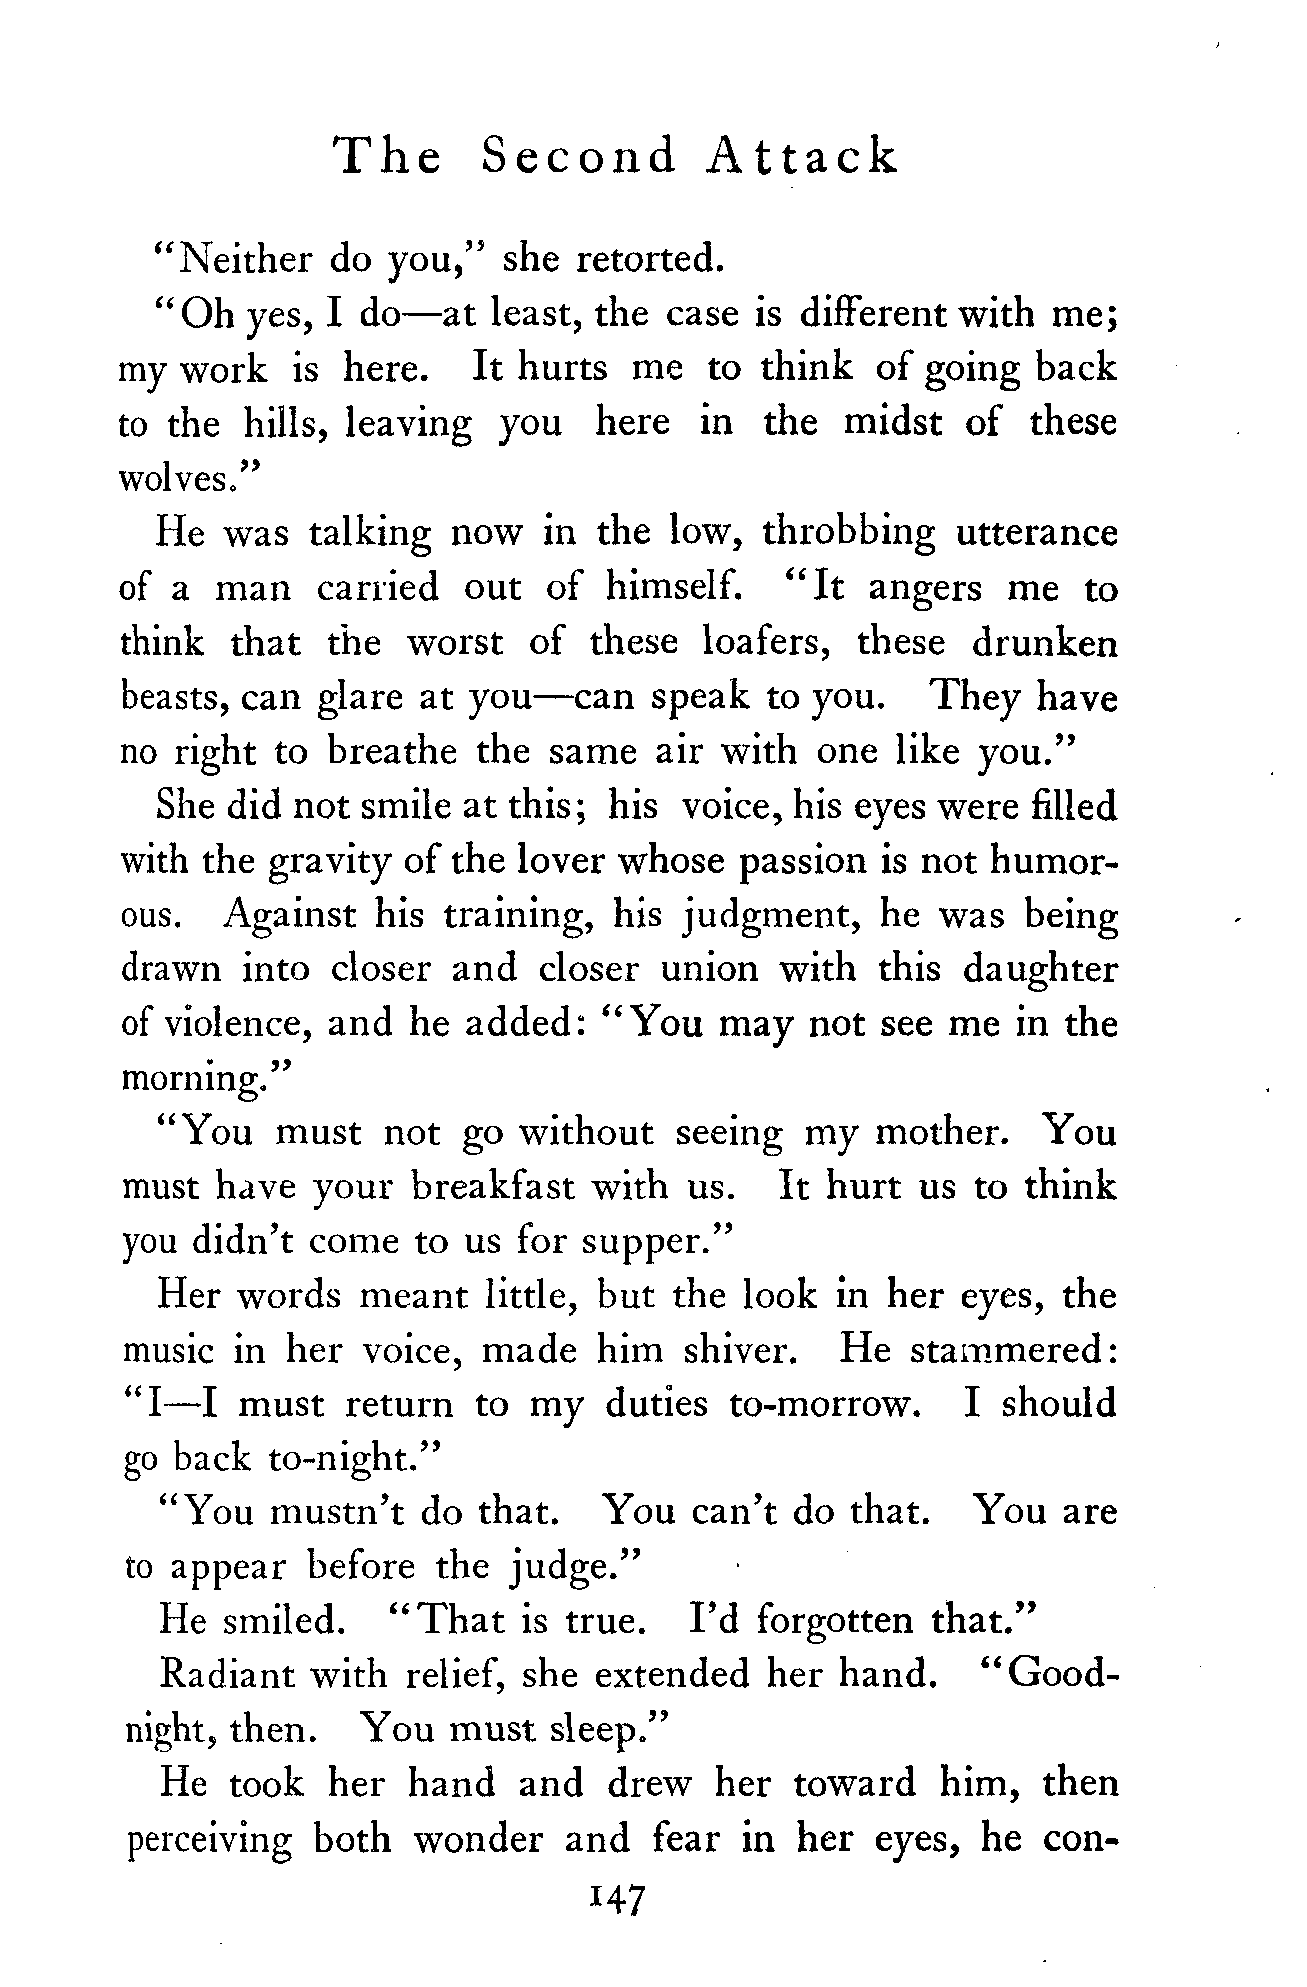 The Second Attack
"Neither do you," she retorted.
"Oh yes, I do—at least, the case is different with me;
my work is here. It hurts me to think of going back
to the hills, leaving you here in the midst of these
wolves."
He was talking now in the low, throbbing utterance
of a man carried out of himself. "It angers me to
think that the worst of these loafers, these drunken
beasts, can glare at you—can speak to you. They have
no right to breathe the same air with one like you."
She did not smile at this; his voice, his eyes were filled
with the gravity of the lover whose passion is not humor-
ous. Against his training, his judgment, he was being
drawn into closer and closer union with this daughter
of violence, and he added: "You may not see me in the
morning."
"You must not go without seeing my mother. You
must have your breakfast with us. It hurt us to think
you didn't come to us for supper."
Her words meant little, but the look in her eyes, the
music in her voice, made him shiver. He stammered:
"I—I must return to my duties to-morrow. I should
go back to-night."
"You mustn't do that. You can't do that. You are
to appear before the judge."
He smiled. "That is true. I'd forgotten that."
Radiant with relief, she extended her hand. "Good-
night, then. You must sleep."
He took her hand and drew her toward him, then
perceiving both wonder and fear in her eyes, he con-
147